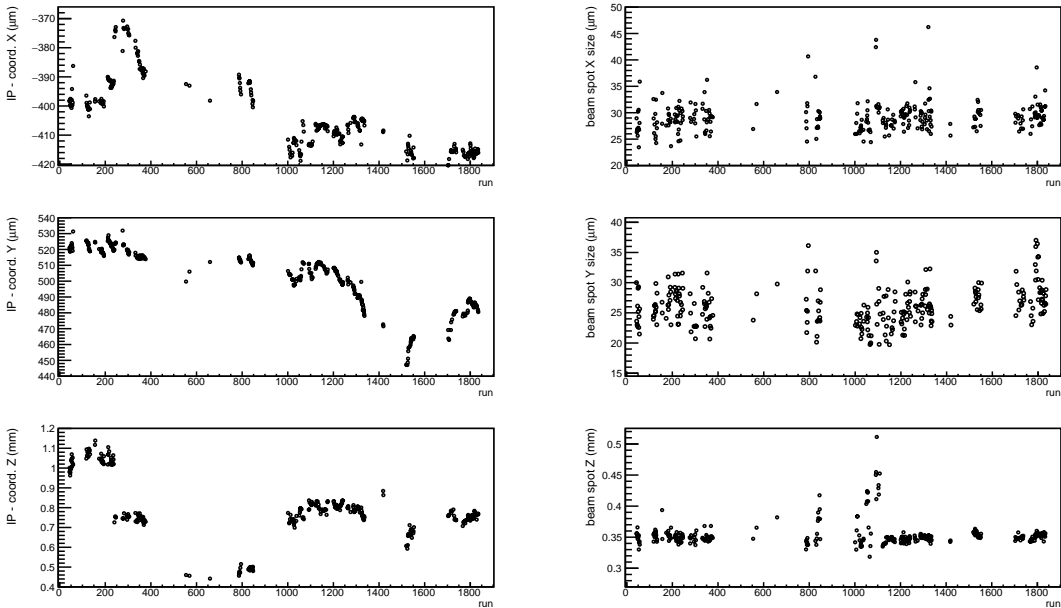 IP - coord. X (μm)
−370
−380
−390
−400
−410
−420
0 200 400 600 800 1000 1200 1400 1600 1800
run
beam spot X size (μm)
50
45
40
35
30
25
20
0 200 400 600 800 1000 1200 1400 1600 1800
run
IP - coord. Y (μm)
540
530
520
510
500
490
480
470
460
450
440
0 200 400 600 800 1000 1200 1400 1600 1800
run
beam spot Y size (μm)
40
35
30
25
20
15
0 200 400 600 800 1000 1200 1400 1600 1800
run
IP - coord. Z (mm)
1.2
1.1
1
0.9
0.8
0.7
0.6
0.5
0.4
0 200 400 600 800 1000 1200 1400 1600 1800
run
beam spot Z (mm)
0.5
0.45
0.4
0.35
0.3
0 200 400 600 800 1000 1200 1400 1600 1800
run